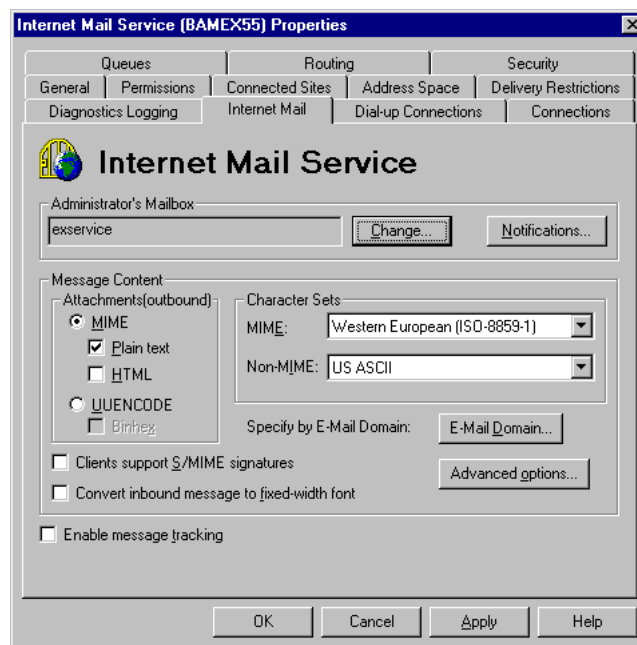 Internet Mail Service (BAMEX55) Properties
Queues Routing Security
General Permissions Connected Sites Address Space Delivery Restrictions
Diagnostics Logging Internet Mail Dial-up Connections Connections
Internet Mail Service
Administrator's Mailbox
exservice Change... Notifications...
Message Content
Attachments(outbound) Character Sets
MIME MIME: Western European (ISO-8859-1)
Plain text
HTML Non-MIME: US ASCII
UUENCODE
Binhex Specify by E-Mail Domain: E-Mail Domain...
Clients support S/MIME signatures Advanced options...
Convert inbound message to fixed-width font
Enable message tracking
OK Cancel Apply Help